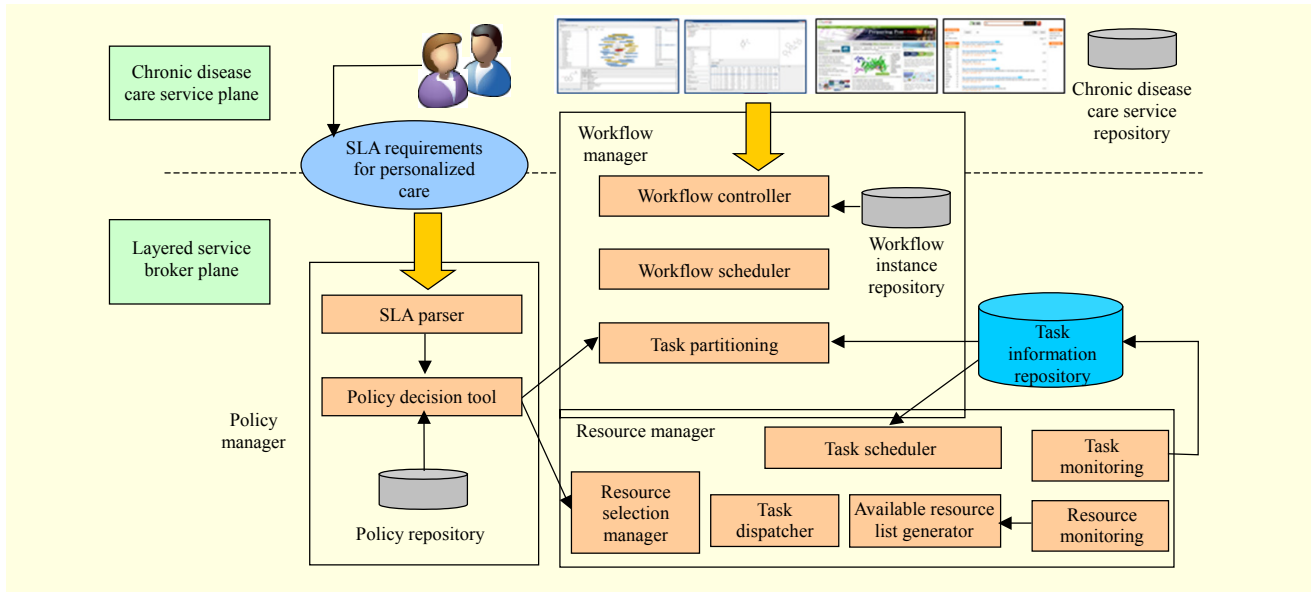 Chronic disease
care service plane
SLA requirements
for personalized
care
Workflow
manager
Chronic disease
care service
repository
Workflow controller
Workflow
instance
repository
Layered service
broker plane
Workflow scheduler
SLA parser
Task partitioning
Task
information
repository
Policy decision tool
Policy
manager
Policy repository
Resource manager
Task scheduler
Task
monitoring
Resource
selection
manager
Task
dispatcher
Available resource
list generator
Resource
monitoring